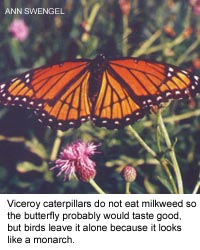 ANN SWENGEL
Viceroy caterpillars do not eat milkweed so
the butterfly probably would taste good,
but birds leave it alone because it looks
like a monarch.